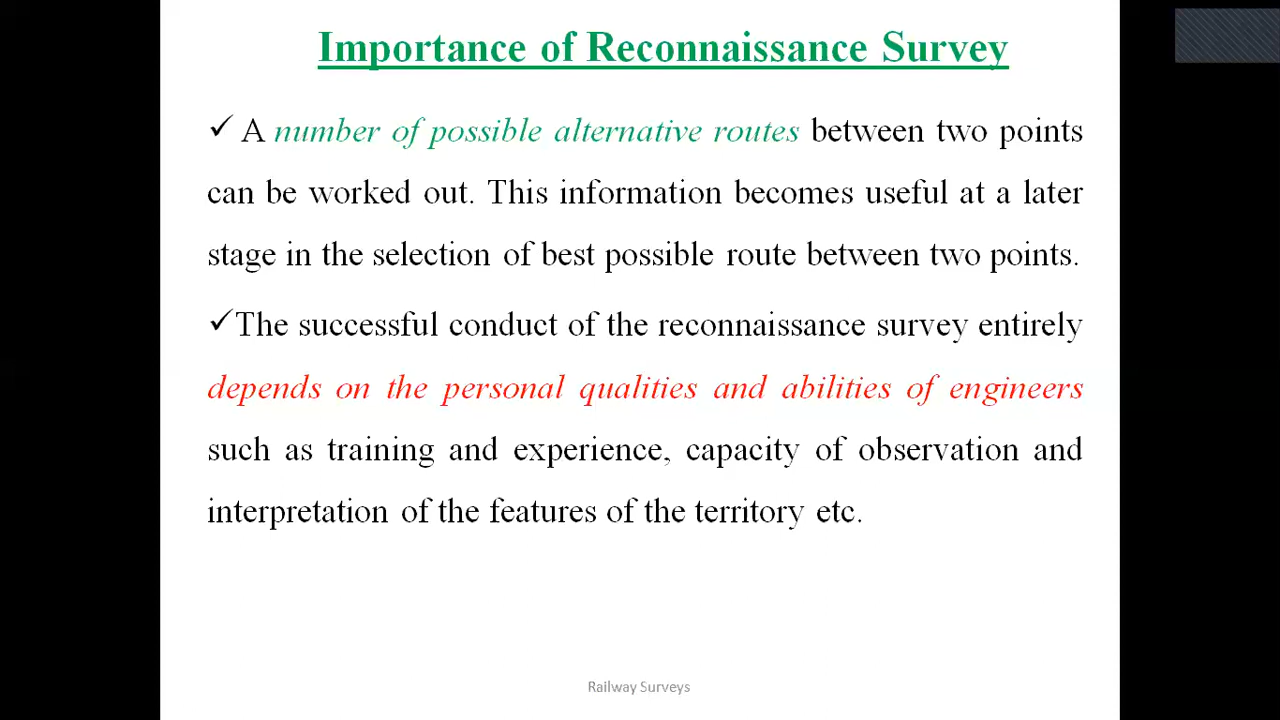 Importance of Reconnaissance Survey
✓ A number of possible alternative routes between two points
can be worked out. This information becomes useful at a later
stage in the selection of best possible route between two points.
✓The successful conduct of the reconnaissance survey entirely
depends on the personal qualities and abilities of engineers
such as training and experience, capacity of observation and
interpretation of the features of the territory etc.
Railway Surveys